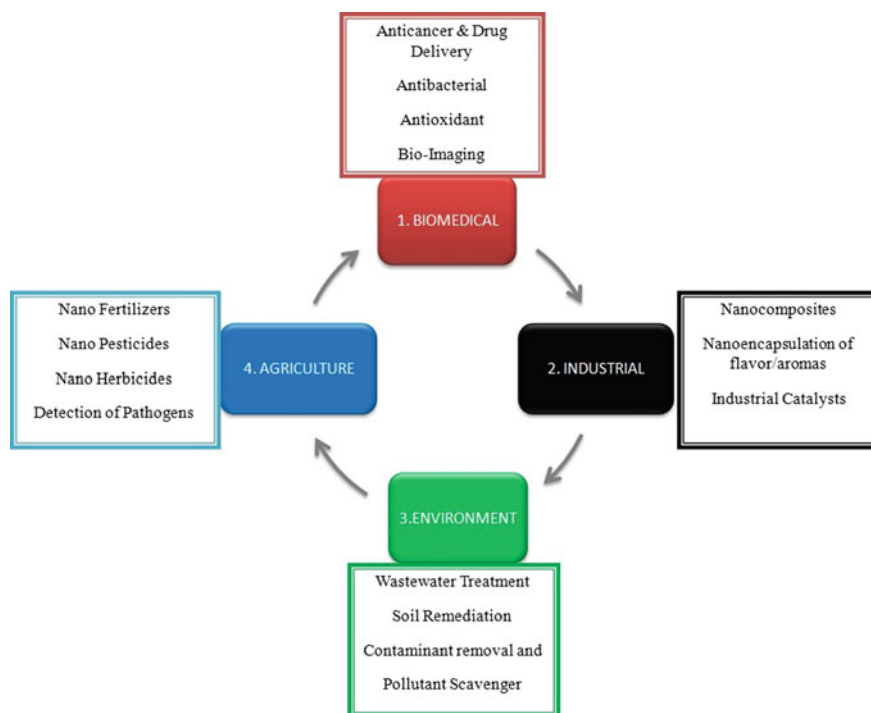 Anticancer & Drug
Delivery
Antibacterial
Antioxidant
Bio-Imaging
1. BIOMEDICAL
Nanocomposites
Nanoencapsulation of
flavor/aromas
Industrial Catalysts
2. INDUSTRIAL
3.ENVIRONMENT
Wastewater Treatment
Soil Remediation
Contaminant removal and
Pollutant Scavenger
Nano Fertilizers
Nano Pesticides
Nano Herbicides
Detection of Pathogens
4. AGRICULTURE